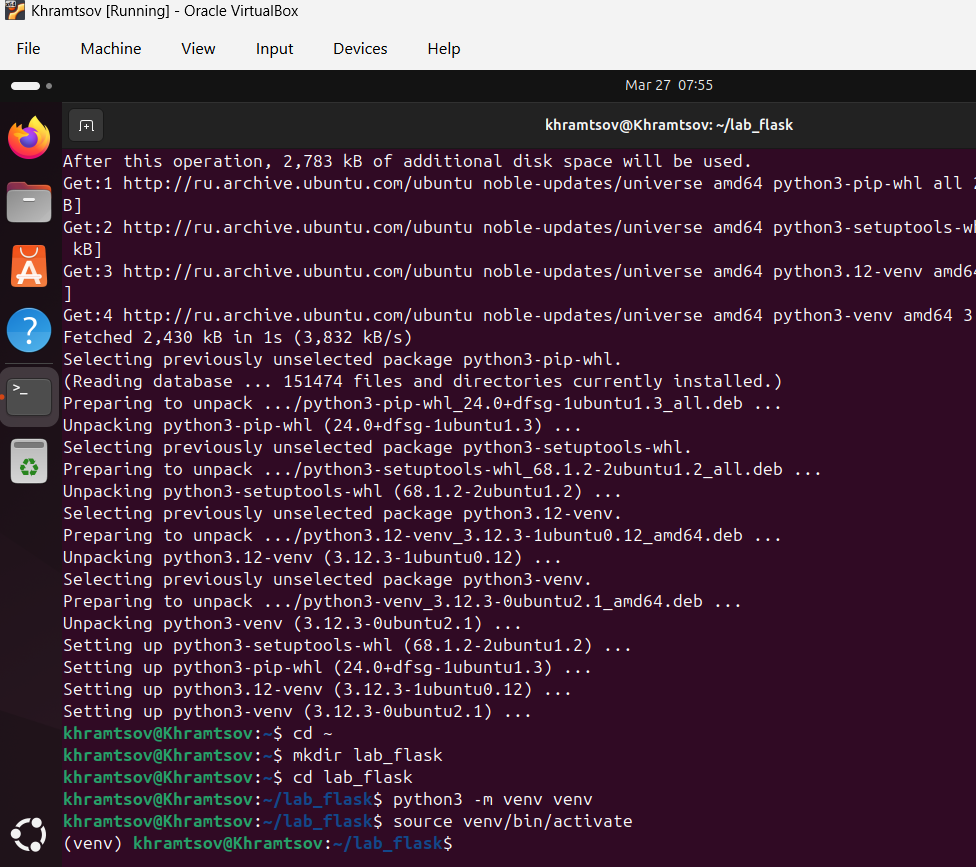 Khramtsov [Running] - Oracle VirtualBox
File Machine View Input Devices Help
Mar 27 07:55
khramtsov@Khramtsov: ~/lab_flask
After this operation, 2,783 kB of additional disk space will be used.
Get:1 http://ru.archive.ubuntu.com/ubuntu noble-updates/universe amd64 python3-pip-whl all
B]
Get:2 http://ru.archive.ubuntu.com/ubuntu noble-updates/universe amd64 python3-setuptools-wh
kB]
Get:3 http://ru.archive.ubuntu.com/ubuntu noble-updates/universe amd64 python3.12-venv amd64
]
Get:4 http://ru.archive.ubuntu.com/ubuntu noble-updates/universe amd64 python3-venv amd64 3
Fetched 2,430 kB in 1s (3,832 kB/s)
Selecting previously unselected package python3-pip-whl.
(Reading database ... 151474 files and directories currently installed.)
Preparing to unpack .../python3-pip-whl_24.0+dfsg-1ubuntu1.3_all.deb ...
Unpacking python3-pip-whl (24.0+dfsg-1ubuntu1.3) ...
Selecting previously unselected package python3-setuptools-whl.
Preparing to unpack .../python3-setuptools-whl_68.1.2-2ubuntu1.2_all.deb ...
Unpacking python3-setuptools-whl (68.1.2-2ubuntu1.2) ...
Selecting previously unselected package python3.12-venv.
Preparing to unpack .../python3.12-venv_3.12.3-1ubuntu0.12_amd64.deb ...
Unpacking python3.12-venv (3.12.3-1ubuntu0.12) ...
Selecting previously unselected package python3-venv.
Preparing to unpack .../python3-venv_3.12.3-0ubuntu2.1_amd64.deb ...
Unpacking python3-venv (3.12.3-0ubuntu2.1) ...
Setting up python3-setuptools-whl (68.1.2-2ubuntu1.2) ...
Setting up python3-pip-whl (24.0+dfsg-1ubuntu1.3) ...
Setting up python3.12-venv (3.12.3-1ubuntu0.12) ...
Setting up python3-venv (3.12.3-0ubuntu2.1) ...
khramtsov@Khramtsov:~$ cd ~
khramtsov@Khramtsov:~$ mkdir lab_flask
khramtsov@Khramtsov:~$ cd lab_flask
khramtsov@Khramtsov:~/lab_flask$ python3 -m venv venv
khramtsov@Khramtsov:~/lab_flask$ source venv/bin/activate
(venv) khramtsov@Khramtsov:~/lab_flask$